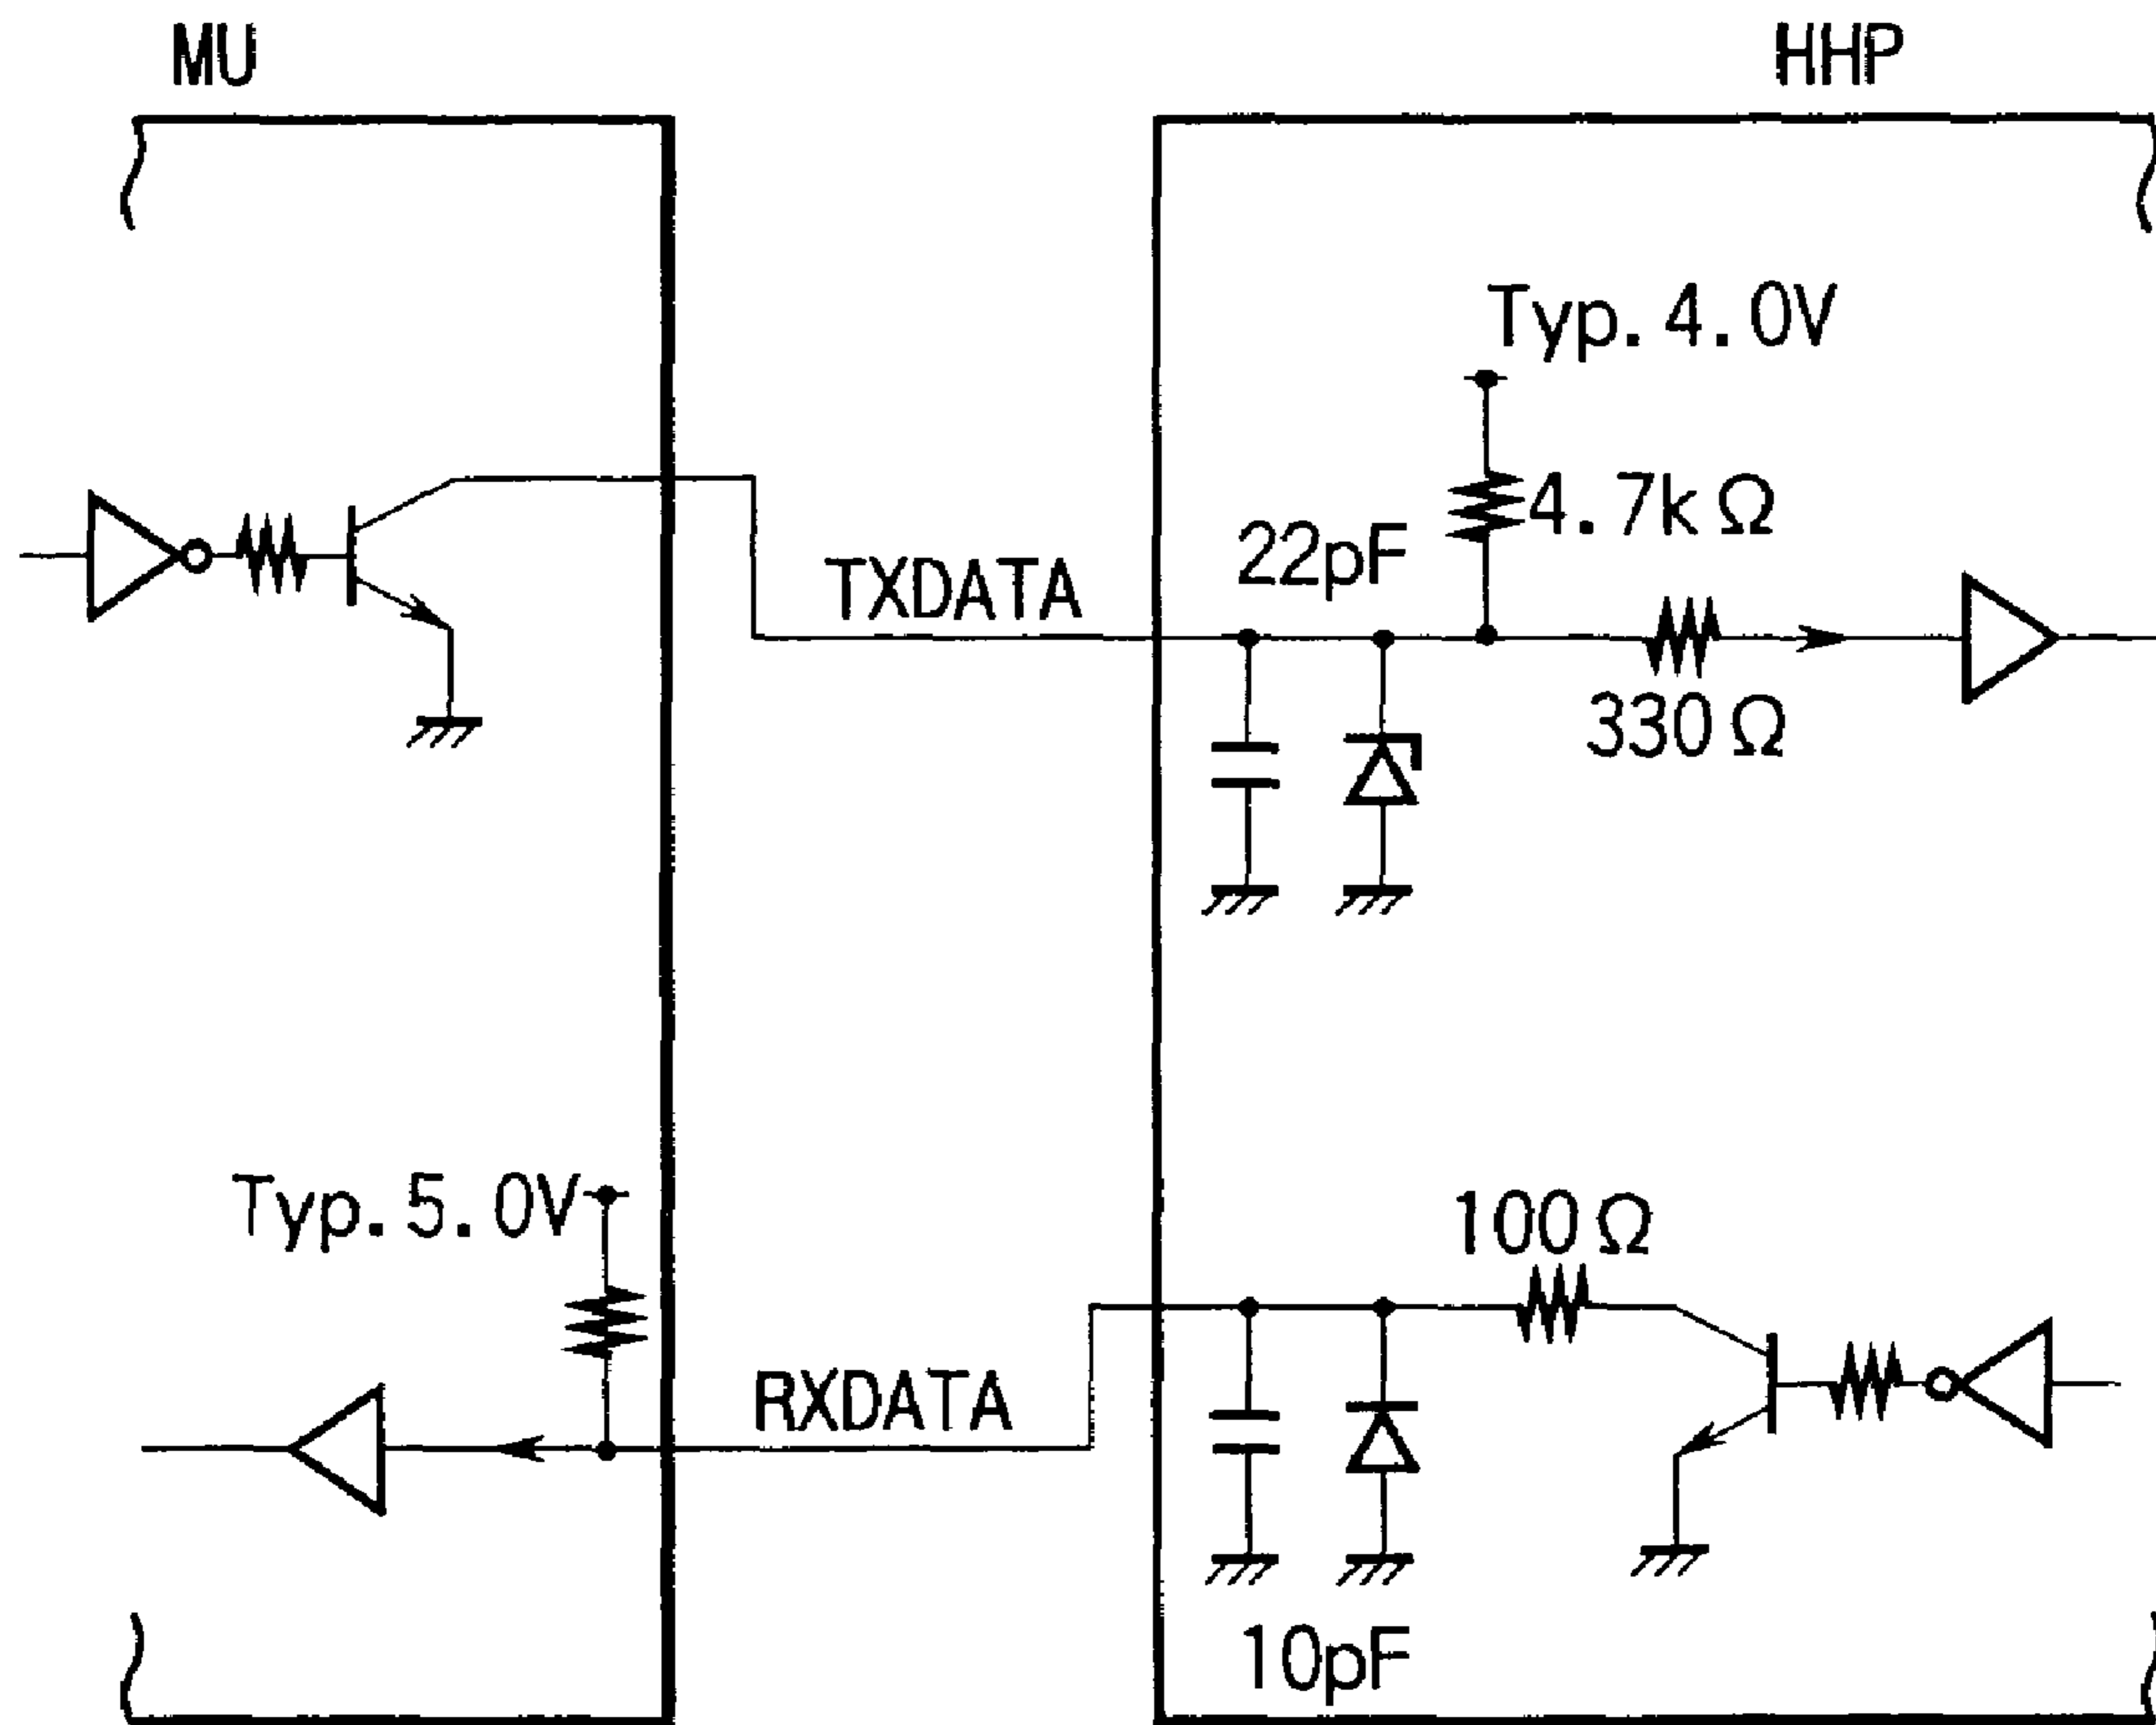 MU
HHP
Typ.4.0V
4.7kΩ
22pF
TXDATA
330Ω
Typ.5.0V
100Ω
RXDATA
10pF